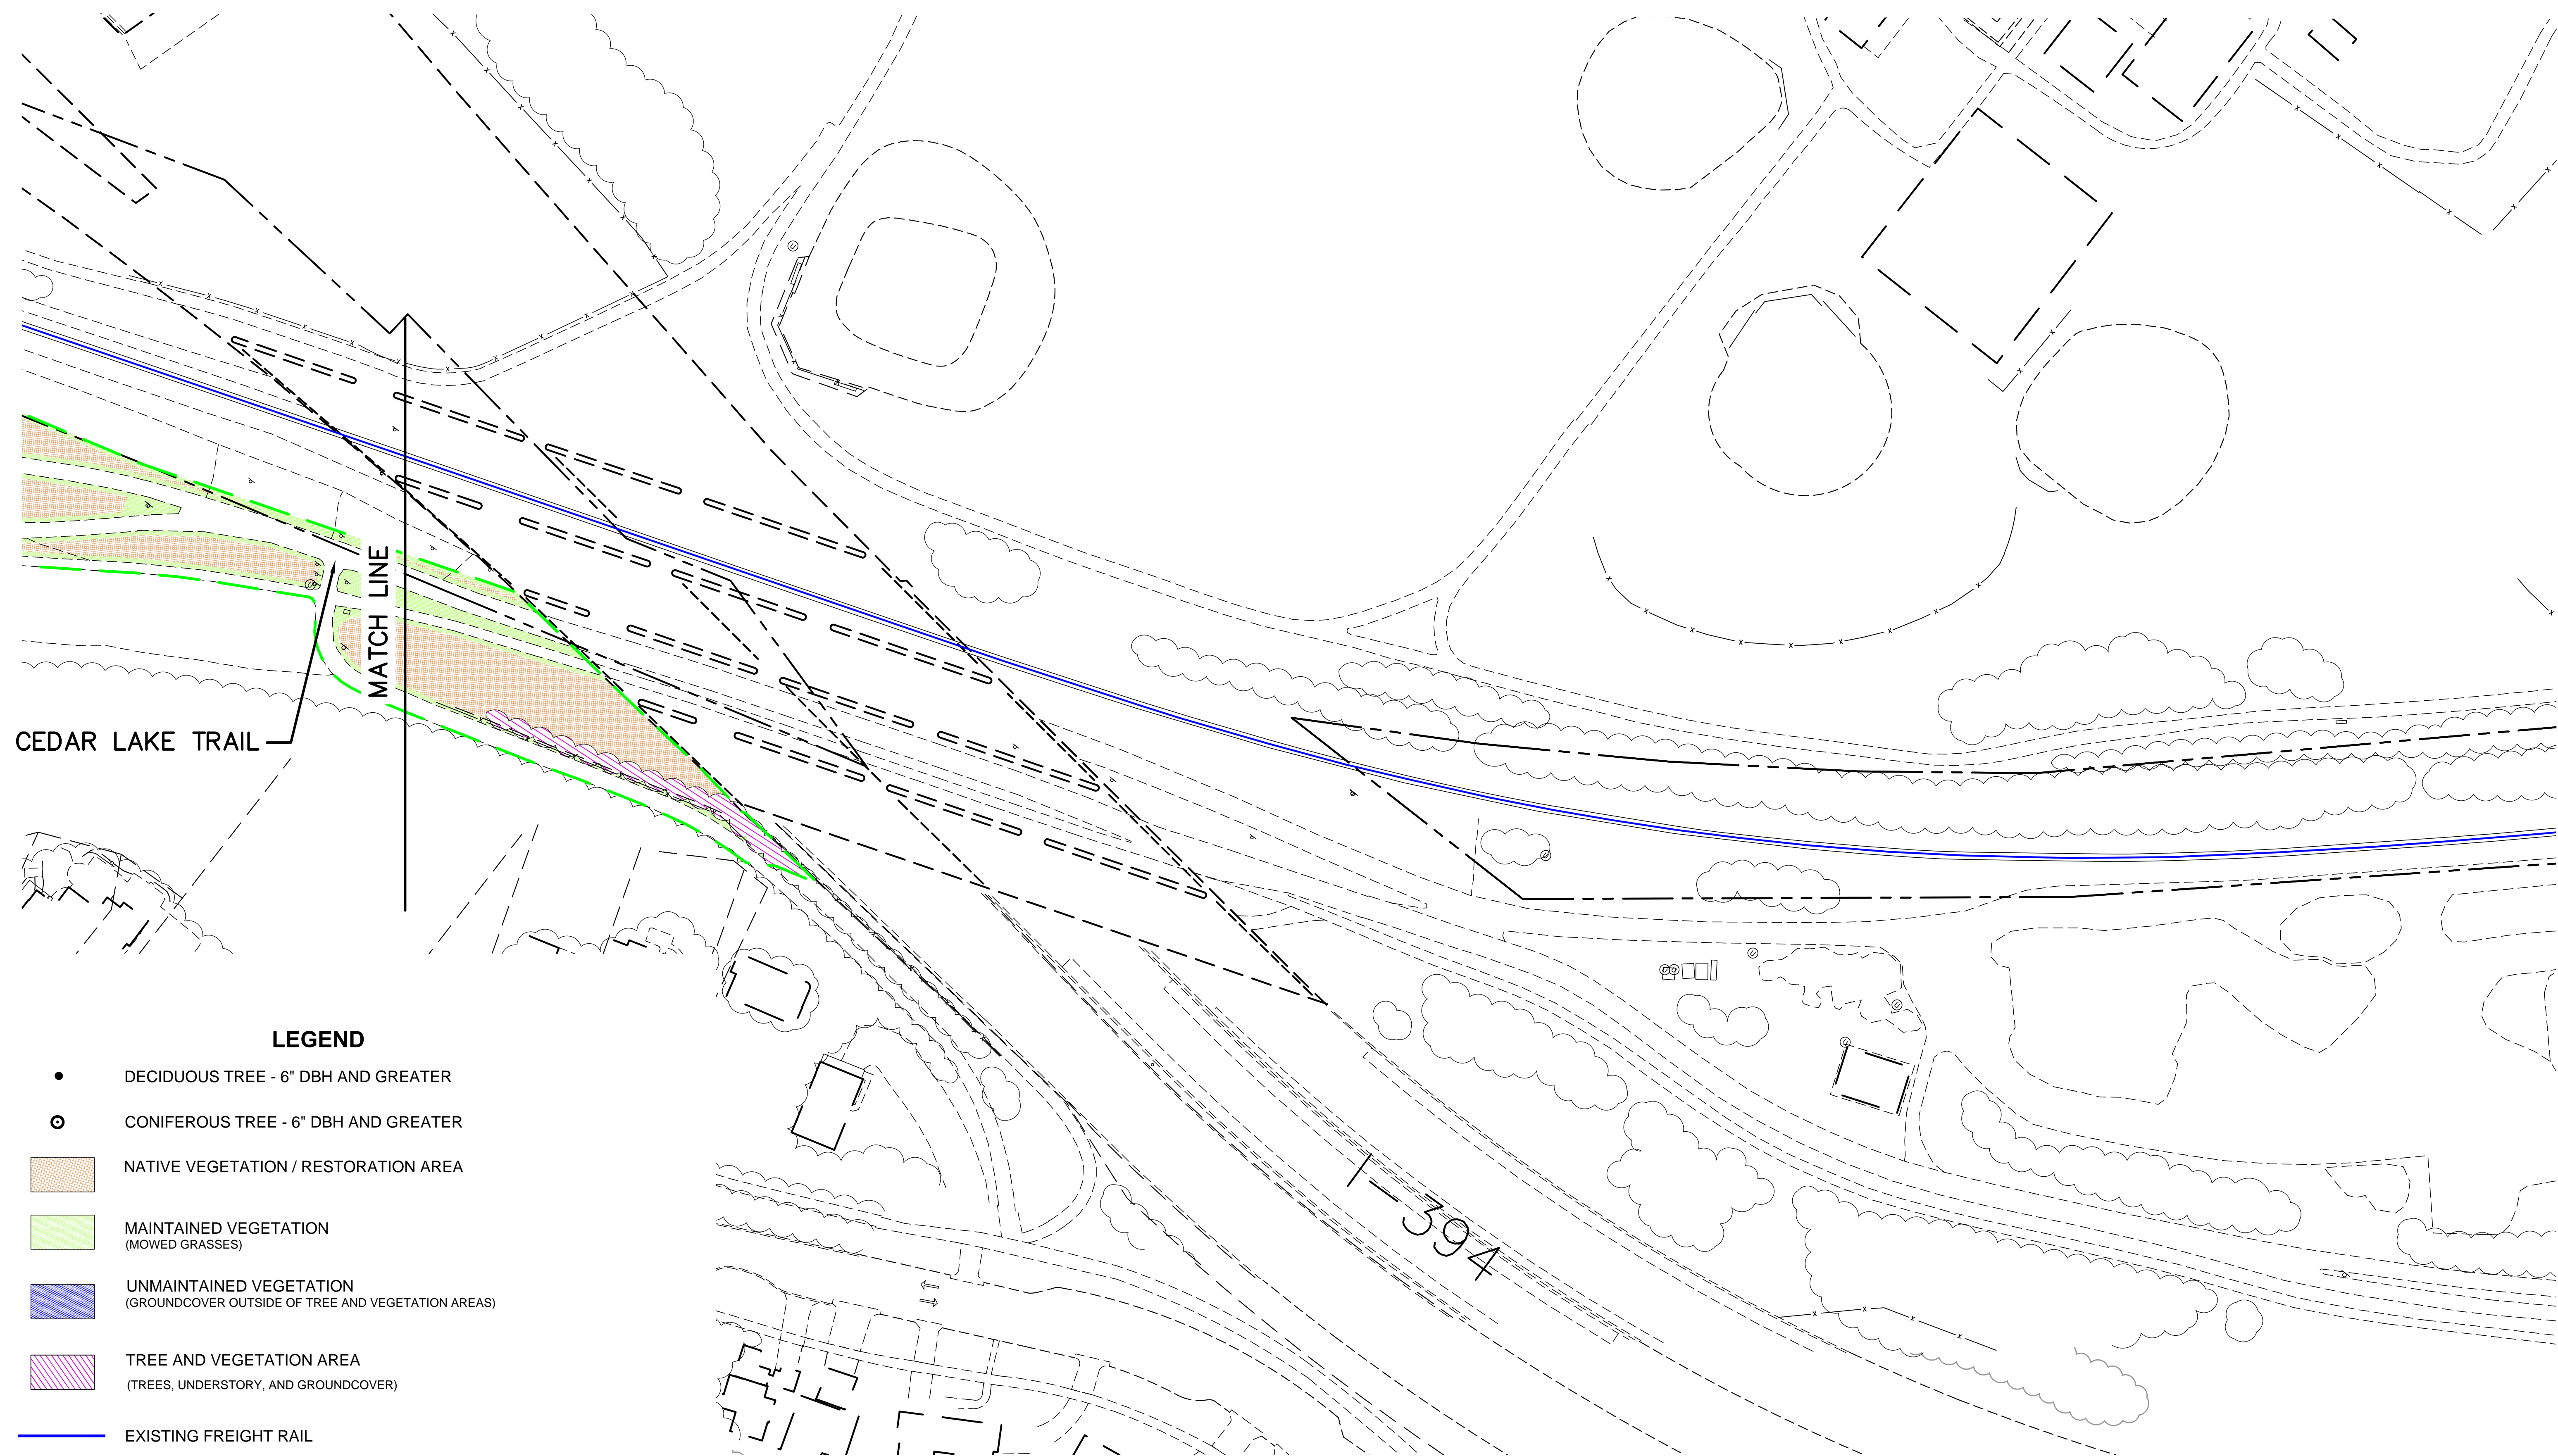 MATCH LINE
CEDAR LAKE TRAIL
I-394
LEGEND
DECIDUOUS TREE - 6" DBH AND GREATER
CONIFEROUS TREE - 6" DBH AND GREATER
NATIVE VEGETATION / RESTORATION AREA
MAINTAINED VEGETATION
(MOWED GRASSES)
UNMAINTAINED VEGETATION
(GROUNDCOVER OUTSIDE OF TREE AND VEGETATION AREAS)
TREE AND VEGETATION AREA
(TREES, UNDERSTORY, AND GROUNDCOVER)
EXISTING FREIGHT RAIL